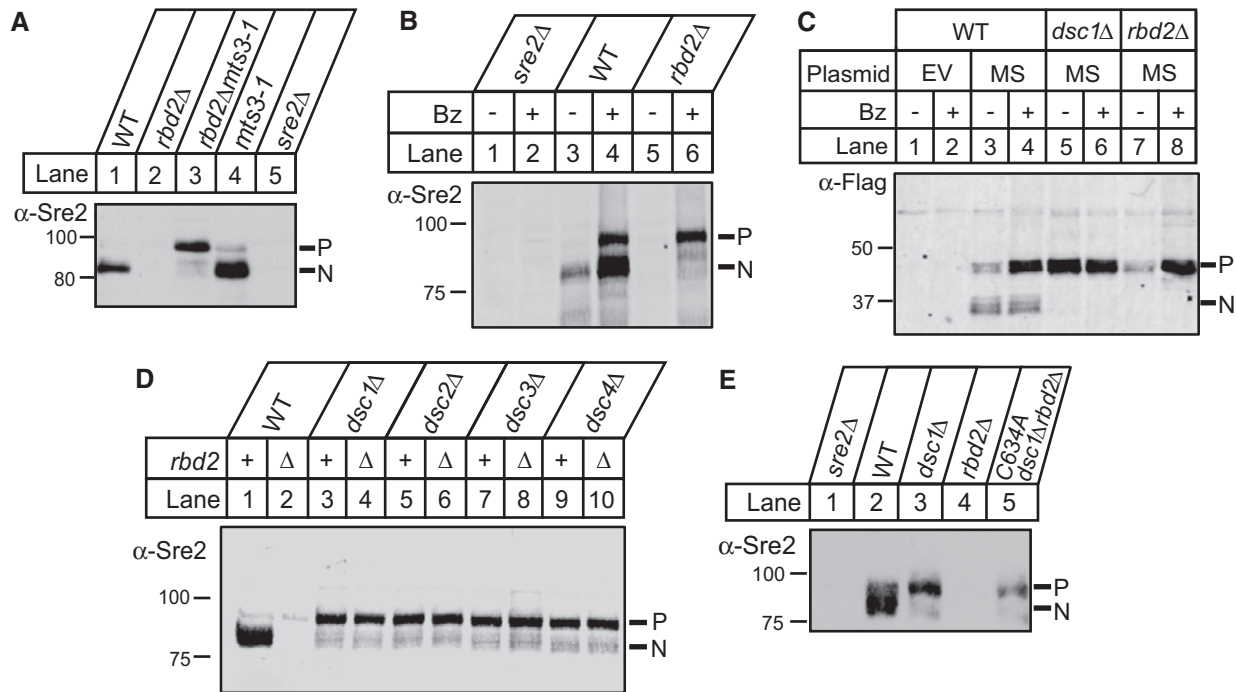 A
WT
rbd2Δ
rbd2Δmts3-1
mts3-1
sre2Δ
Lane 1 2 3 4 5
α-Sre2
100
80
P
N
B
sre2Δ WT rbd2Δ
Bz - + - + - +
Lane 1 2 3 4 5 6
α-Sre2
100
75
P
N
C
WT dsc1Δ rbd2Δ
Plasmid EV MS MS MS
Bz - + - + - + - +
Lane 1 2 3 4 5 6 7 8
α-Flag
50
37
P
N
D
WT dsc1Δ dsc2Δ dsc3Δ dsc4Δ
rbd2 + Δ + Δ + Δ + Δ + Δ
Lane 1 2 3 4 5 6 7 8 9 10
α-Sre2
100
75
P
N
E
sre2Δ
WT
dsc1Δ
rbd2Δ
C634A
dsc1Δrbd2Δ
Lane 1 2 3 4 5
α-Sre2
100
75
P
N